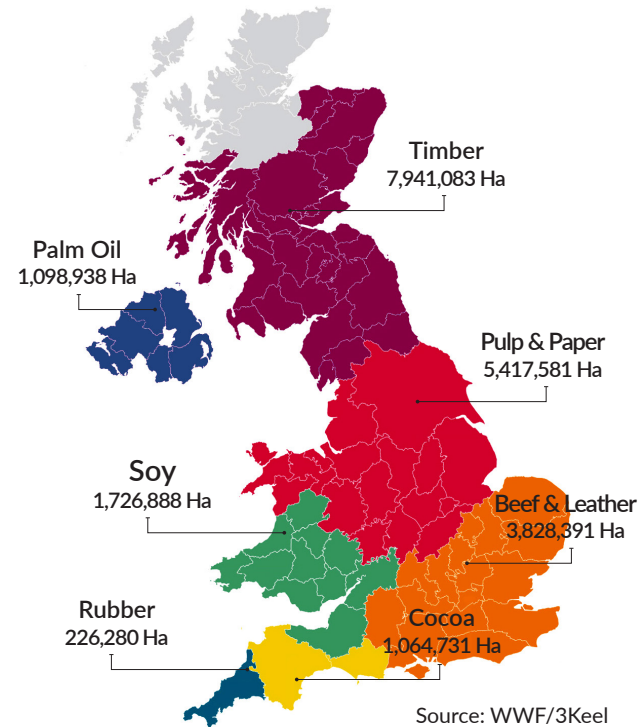 Timber
7,941,083 Ha
Palm Oil
1,098,938 Ha
Pulp & Paper
5,417,581 Ha
Soy
1,726,888 Ha
Beef & Leather
3,828,391 Ha
Rubber
226,280 Ha
Cocoa
1,064,731 Ha
Source: WWF/3Keel